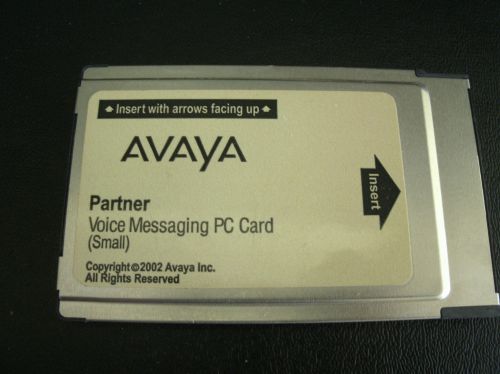 Insert with arrows facing up
AVAYA
Insert
Partner
Voice Messaging PC Card
(Small)
Copyright©2002 Avaya Inc.
All Rights Reserved